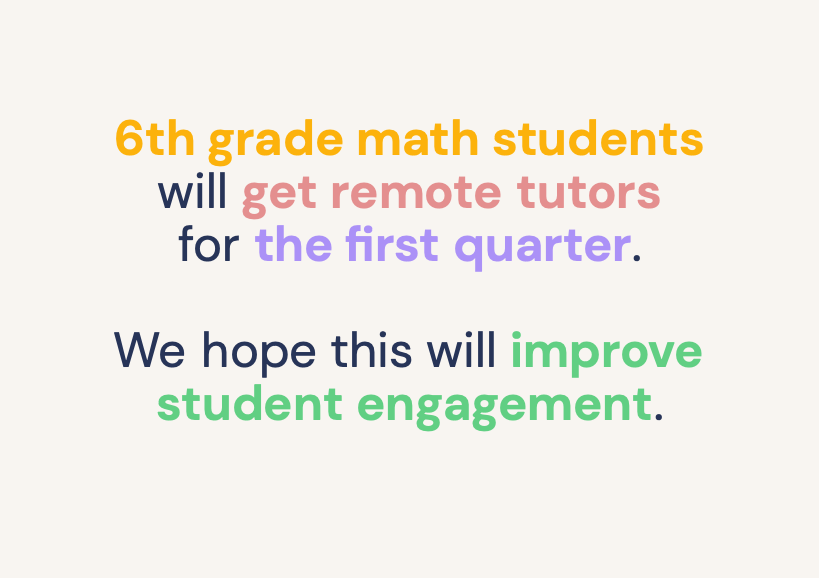 6th grade math students
will get remote tutors
for the first quarter.
We hope this will improve
student engagement.